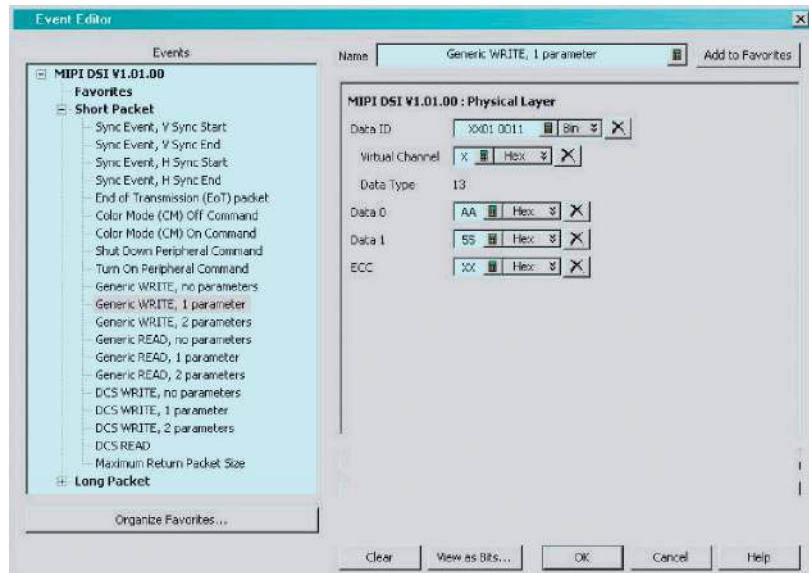 Event Editor
Events
MIPI DSI V1.01.00
Favorites
Short Packet
Sync Event, V Sync Start
Sync Event, V Sync End
Sync Event, H Sync Start
Sync Event, H Sync End
End of Transmission (EoT) packet
Color Mode (CM) Off Command
Color Mode (CM) On Command
Shut Down Peripheral Command
Turn On Peripheral Command
Generic WRITE, no parameters
Generic WRITE, 1 parameter
Generic WRITE, 2 parameters
Generic READ, no parameters
Generic READ, 1 parameter
Generic READ, 2 parameters
DCS WRITE, no parameters
DCS WRITE, 1 parameter
DCS WRITE, 2 parameters
DCS READ
Maximum Return Packet Size
Long Packet
Organize Favorites...
Name Generic WRITE, 1 parameter Add to Favorites
MIPI DSI V1.01.00 : Physical Layer
Data ID XX01 0011 Bin
Virtual Channel X Hex
Data Type 13
Data 0 AA Hex
Data 1 55 Hex
ECC XX Hex
Clear View as Bits... OK Cancel Help